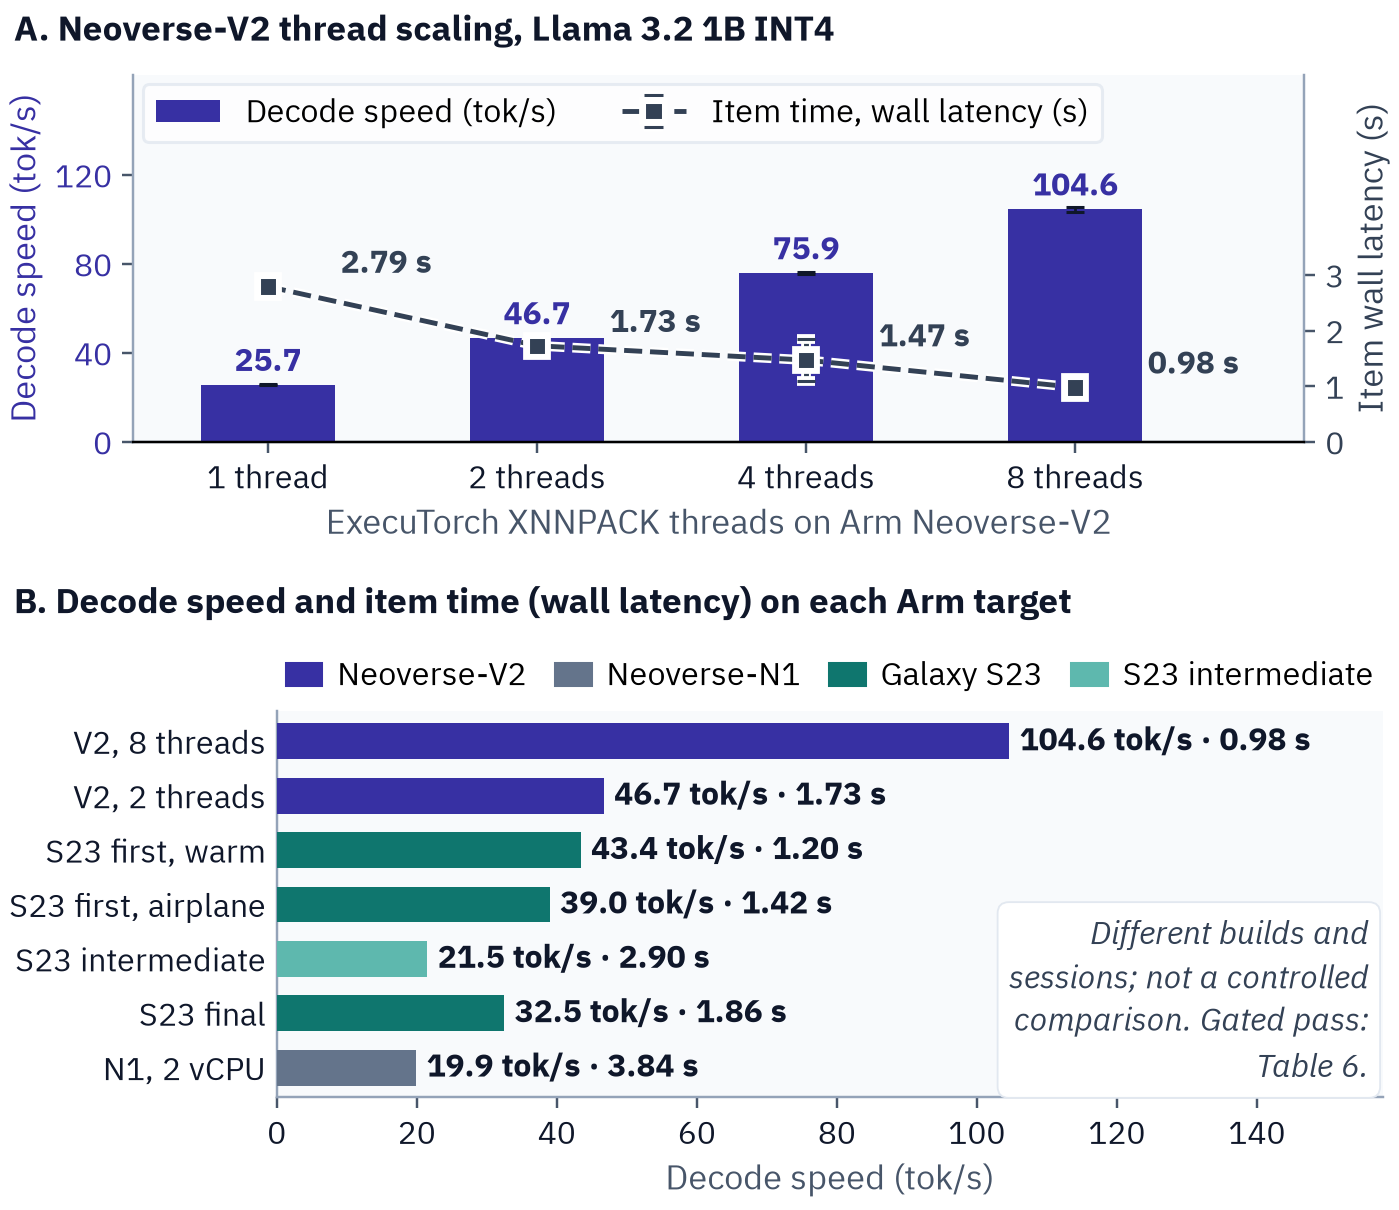 A. Neoverse-V2 thread scaling, Llama 3.2 1B INT4
Decode speed (tok/s)
Item time, wall latency (s)
Decode speed (tok/s)
120
80
40
0
104.6
75.9
46.7
25.7
2.79 s
1.73 s
1.47 s
0.98 s
3
2
1
0
Item wall latency (s)
1 thread
2 threads
4 threads
8 threads
ExecuTorch XNNPACK threads on Arm Neoverse-V2
B. Decode speed and item time (wall latency) on each Arm target
Neoverse-V2
Neoverse-N1
Galaxy S23
S23 intermediate
V2, 8 threads
104.6 tok/s · 0.98 s
V2, 2 threads
46.7 tok/s · 1.73 s
S23 first, warm
43.4 tok/s · 1.20 s
S23 first, airplane
39.0 tok/s · 1.42 s
S23 intermediate
21.5 tok/s · 2.90 s
S23 final
32.5 tok/s · 1.86 s
N1, 2 vCPU
19.9 tok/s · 3.84 s
Different builds and
sessions; not a controlled
comparison. Gated pass:
Table 6.
0
20
40
60
80
100
120
140
Decode speed (tok/s)